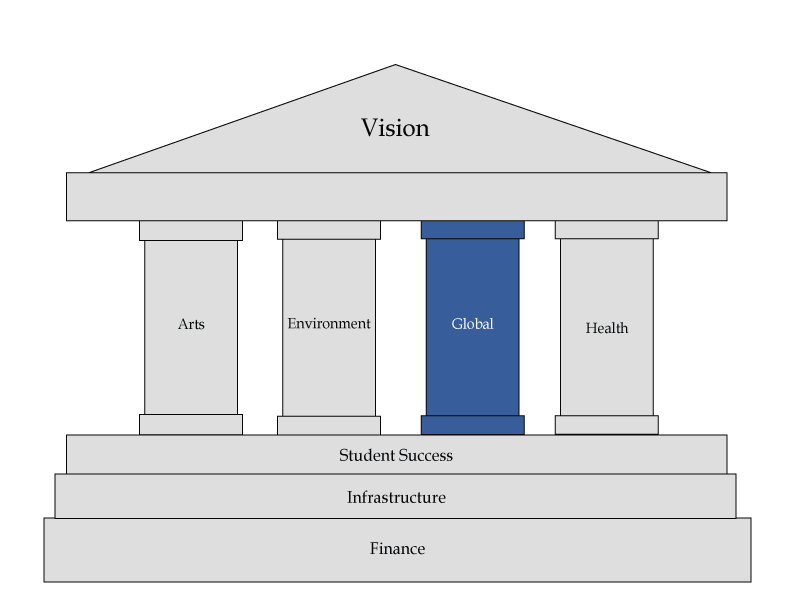 Vision
Arts
Environment
Global
Health
Student Success
Infrastructure
Finance